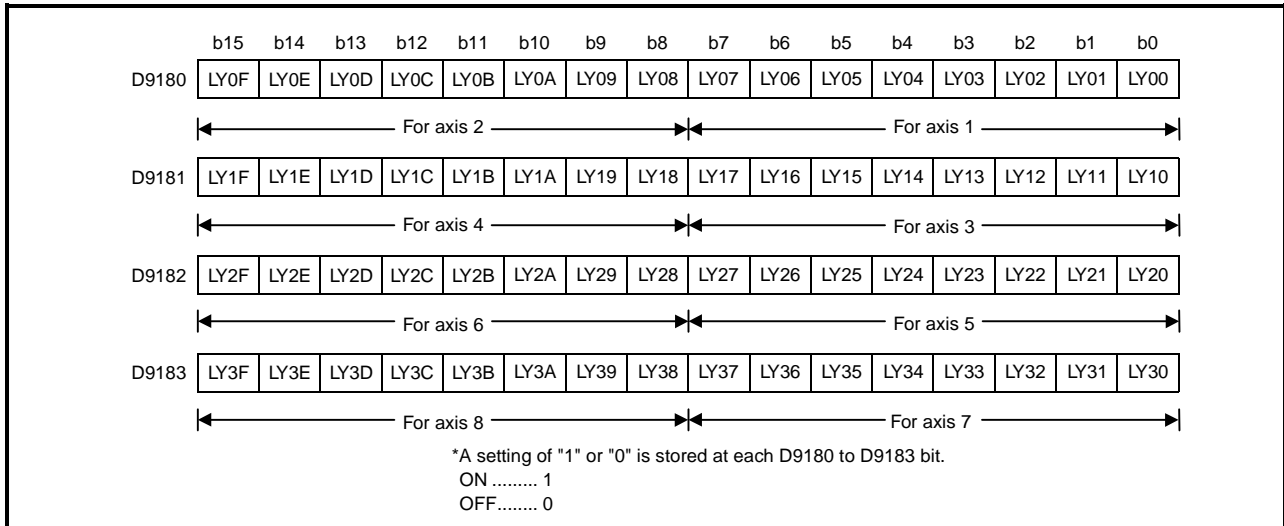 b15 b14 b13 b12 b11 b10 b9 b8 b7 b6 b5 b4 b3 b2 b1 b0
D9180 LY0F LY0E LY0D LY0C LY0B LY0A LY09 LY08 LY07 LY06 LY05 LY04 LY03 LY02 LY01 LY00
For axis 2 For axis 1
D9181 LY1F LY1E LY1D LY1C LY1B LY1A LY19 LY18 LY17 LY16 LY15 LY14 LY13 LY12 LY11 LY10
For axis 4 For axis 3
D9182 LY2F LY2E LY2D LY2C LY2B LY2A LY29 LY28 LY27 LY26 LY25 LY24 LY23 LY22 LY21 LY20
For axis 6 For axis 5
D9183 LY3F LY3E LY3D LY3C LY3B LY3A LY39 LY38 LY37 LY36 LY35 LY34 LY33 LY32 LY31 LY30
For axis 8 For axis 7
*A setting of "1" or "0" is stored at each D9180 to D9183 bit.
ON ......... 1
OFF........ 0